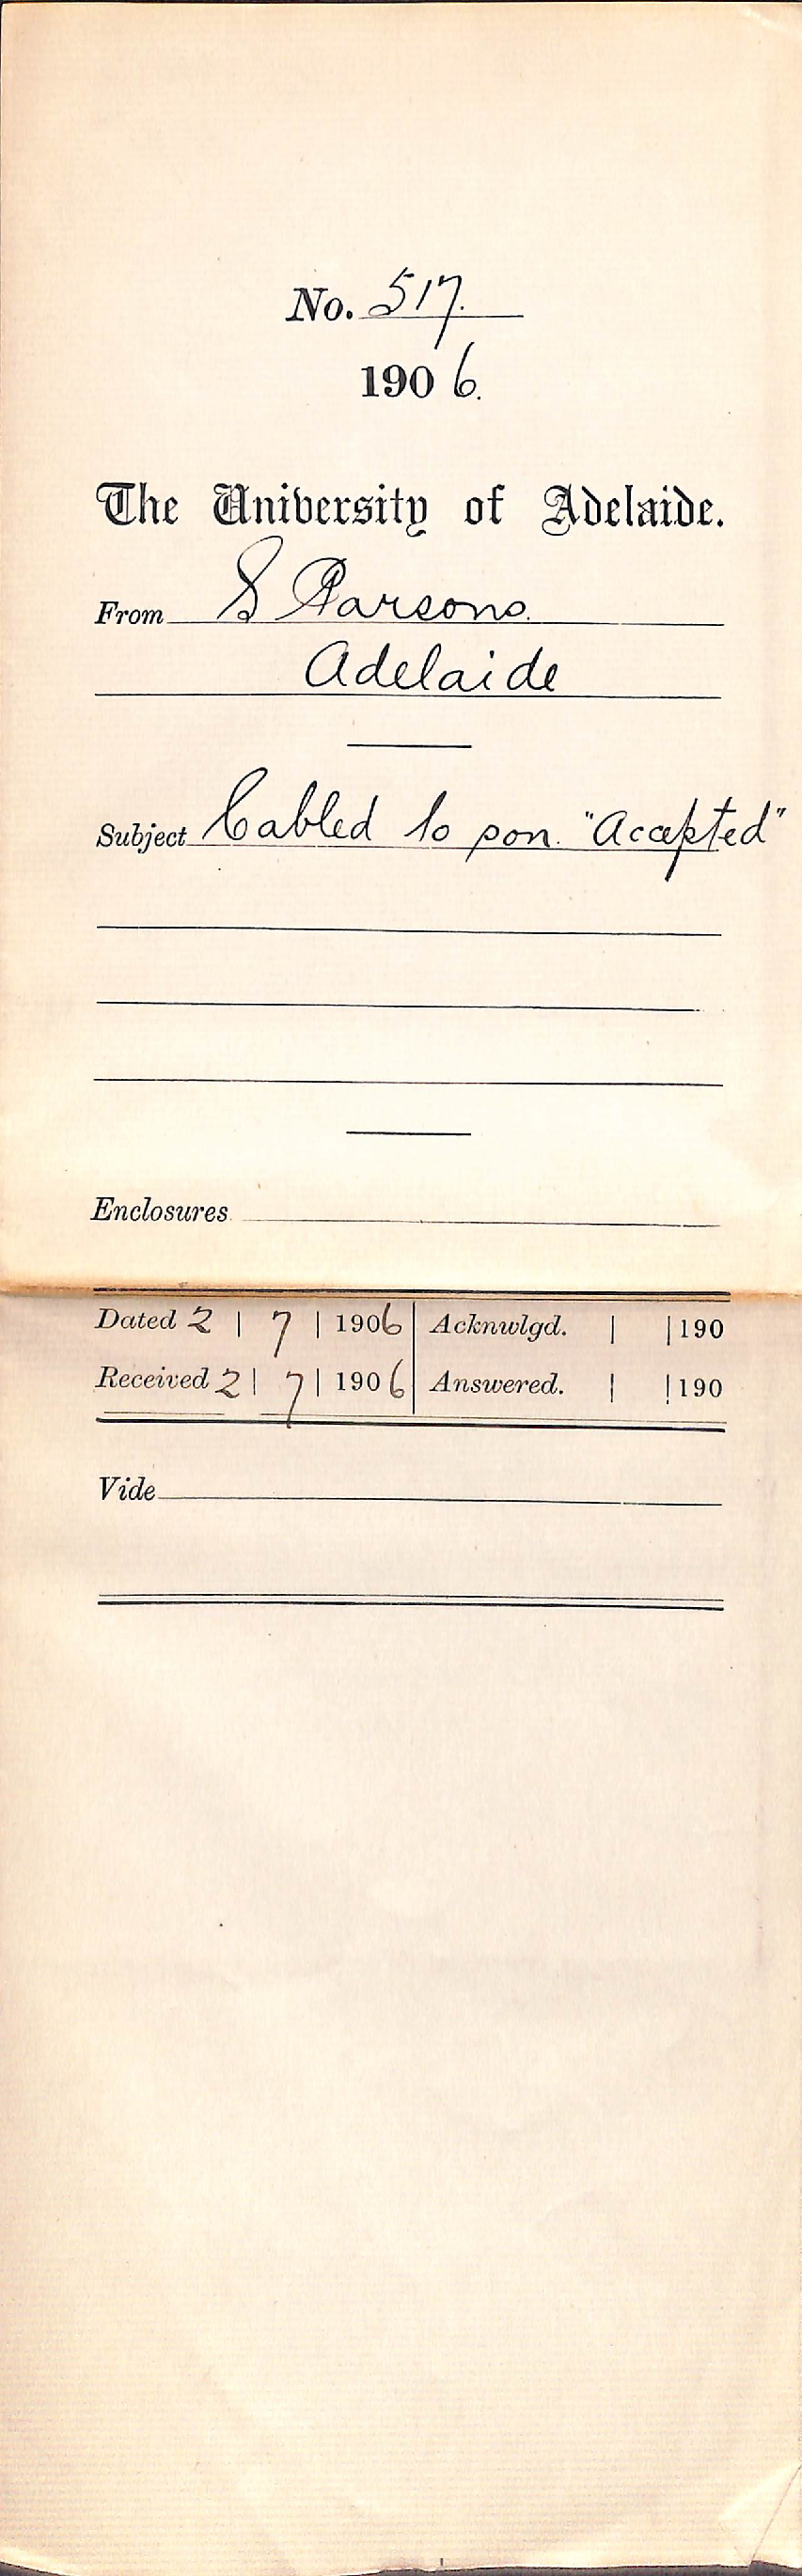 No. 517.
1906.
The University of Adelaide.
From S Parsons.
Adelaide
Subject Cabled to son. "Accepted"
Enclosures
Dated 2 | 7 | 1906 Acknwlgd. | | 190
Received 2 | 7 | 1906 Answered. | | 190
Vide